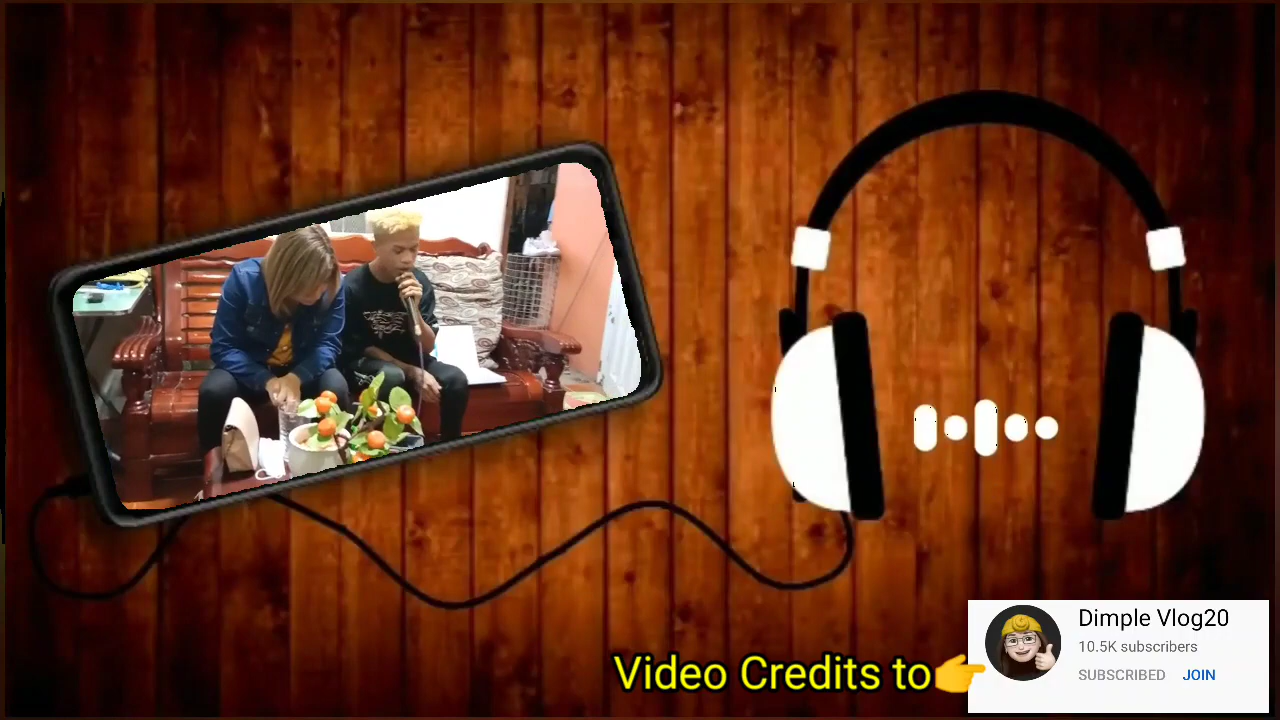 Video Credits to
Dimple Vlog20
10.5K subscribers
SUBSCRIBED JOIN